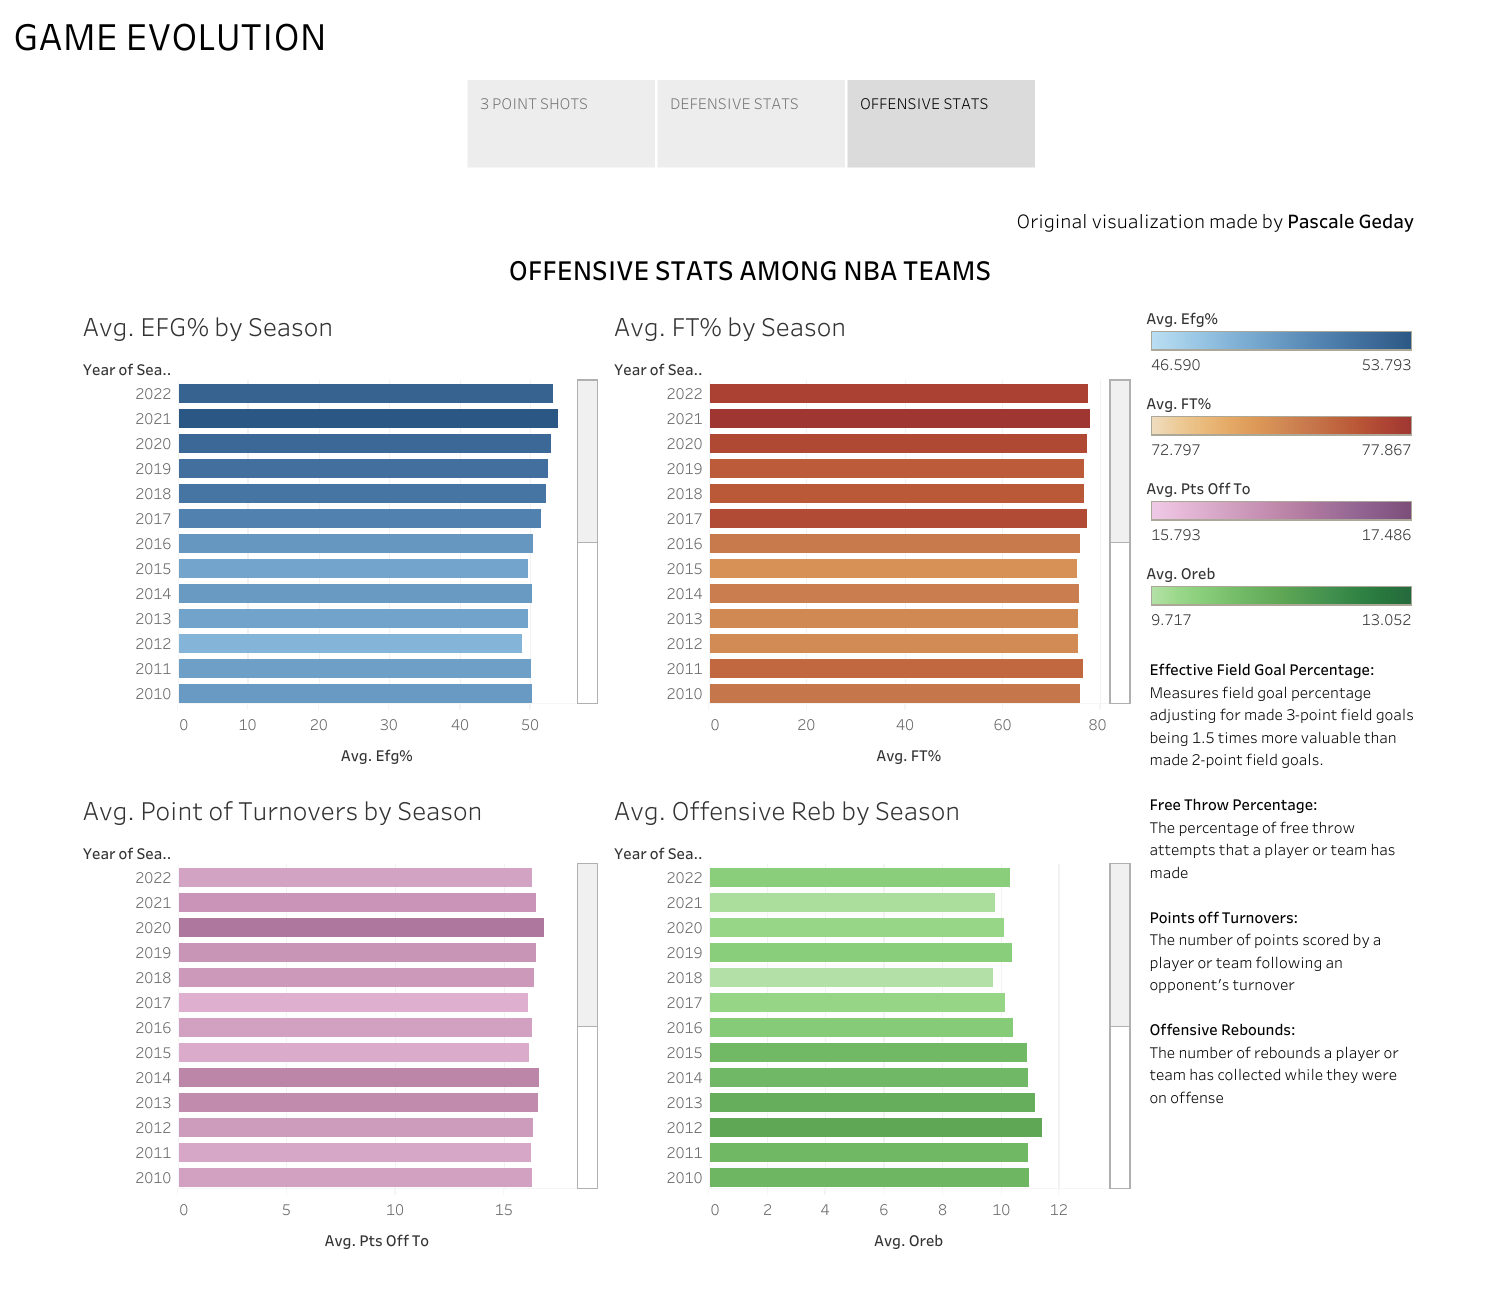 GAME EVOLUTION
3 POINT SHOTS
DEFENSIVE STATS
OFFENSIVE STATS
Original visualization made by Pascale Geday
OFFENSIVE STATS AMONG NBA TEAMS
Avg. EFG% by Season
Year of Sea..
2022
2021
2020
2019
2018
2017
2016
2015
2014
2013
2012
2011
2010
0 10 20 30 40 50
Avg. Efg%
Avg. FT% by Season
Year of Sea..
2022
2021
2020
2019
2018
2017
2016
2015
2014
2013
2012
2011
2010
0 20 40 60 80
Avg. FT%
Avg. Point of Turnovers by Season
Year of Sea..
2022
2021
2020
2019
2018
2017
2016
2015
2014
2013
2012
2011
2010
0 5 10 15
Avg. Pts Off To
Avg. Offensive Reb by Season
Year of Sea..
2022
2021
2020
2019
2018
2017
2016
2015
2014
2013
2012
2011
2010
0 2 4 6 8 10 12
Avg. Oreb
Avg. Efg%
46.590 53.793
Avg. FT%
72.797 77.867
Avg. Pts Off To
15.793 17.486
Avg. Oreb
9.717 13.052
Effective Field Goal Percentage:
Measures field goal percentage
adjusting for made 3-point field goals
being 1.5 times more valuable than
made 2-point field goals.
Free Throw Percentage:
The percentage of free throw
attempts that a player or team has
made
Points off Turnovers:
The number of points scored by a
player or team following an
opponent's turnover
Offensive Rebounds:
The number of rebounds a player or
team has collected while they were
on offense